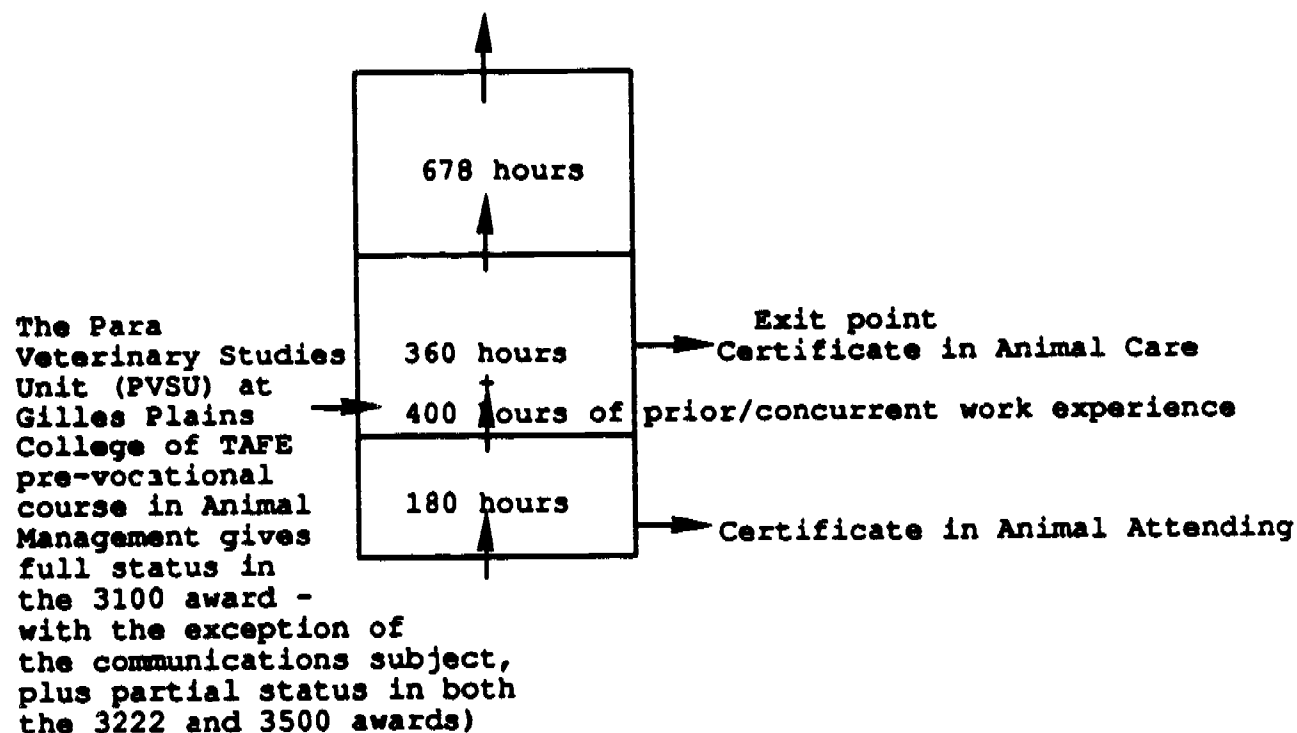 678 hours
The Para
Veterinary Studies
Unit (PVSU) at
Gilles Plains
College of TAFE
pre-vocational
course in Animal
Management gives
full status in
the 3100 award -
with the exception of
the communications subject,
plus partial status in both
the 3222 and 3500 awards)
360 hours
+
400 hours of prior/concurrent work experience
Exit point
Certificate in Animal Care
180 hours
Certificate in Animal Attending